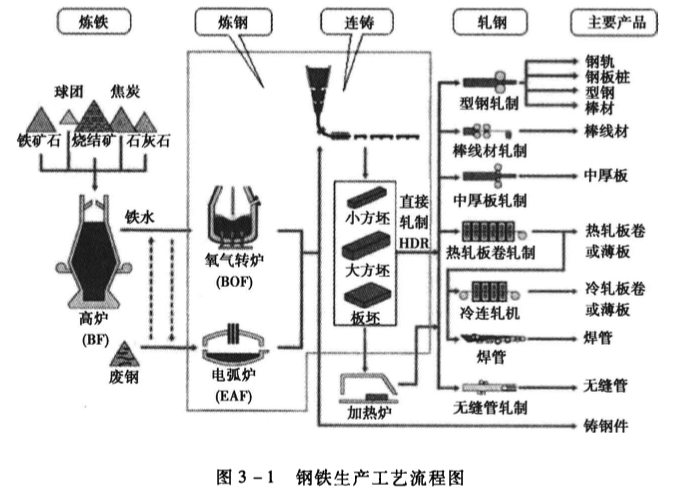 炼铁
炼钢
连铸
轧钢
主要产品
球团
焦炭
铁矿石
烧结矿
石灰石
铁水
高炉
(BF)
废钢
氧气转炉
(BOF)
电弧炉
(EAF)
小方坯
大方坯
板坯
直接
轧制
HDR
加热炉
型钢轧制
棒线材轧制
中厚板轧制
热轧板卷轧制
冷连轧机
焊管
无缝管轧制
钢轨
钢板桩
型钢
棒材
棒线材
中厚板
热轧板卷
或薄板
冷轧板卷
或薄板
焊管
无缝管
铸钢件
图 3-1 钢铁生产工艺流程图